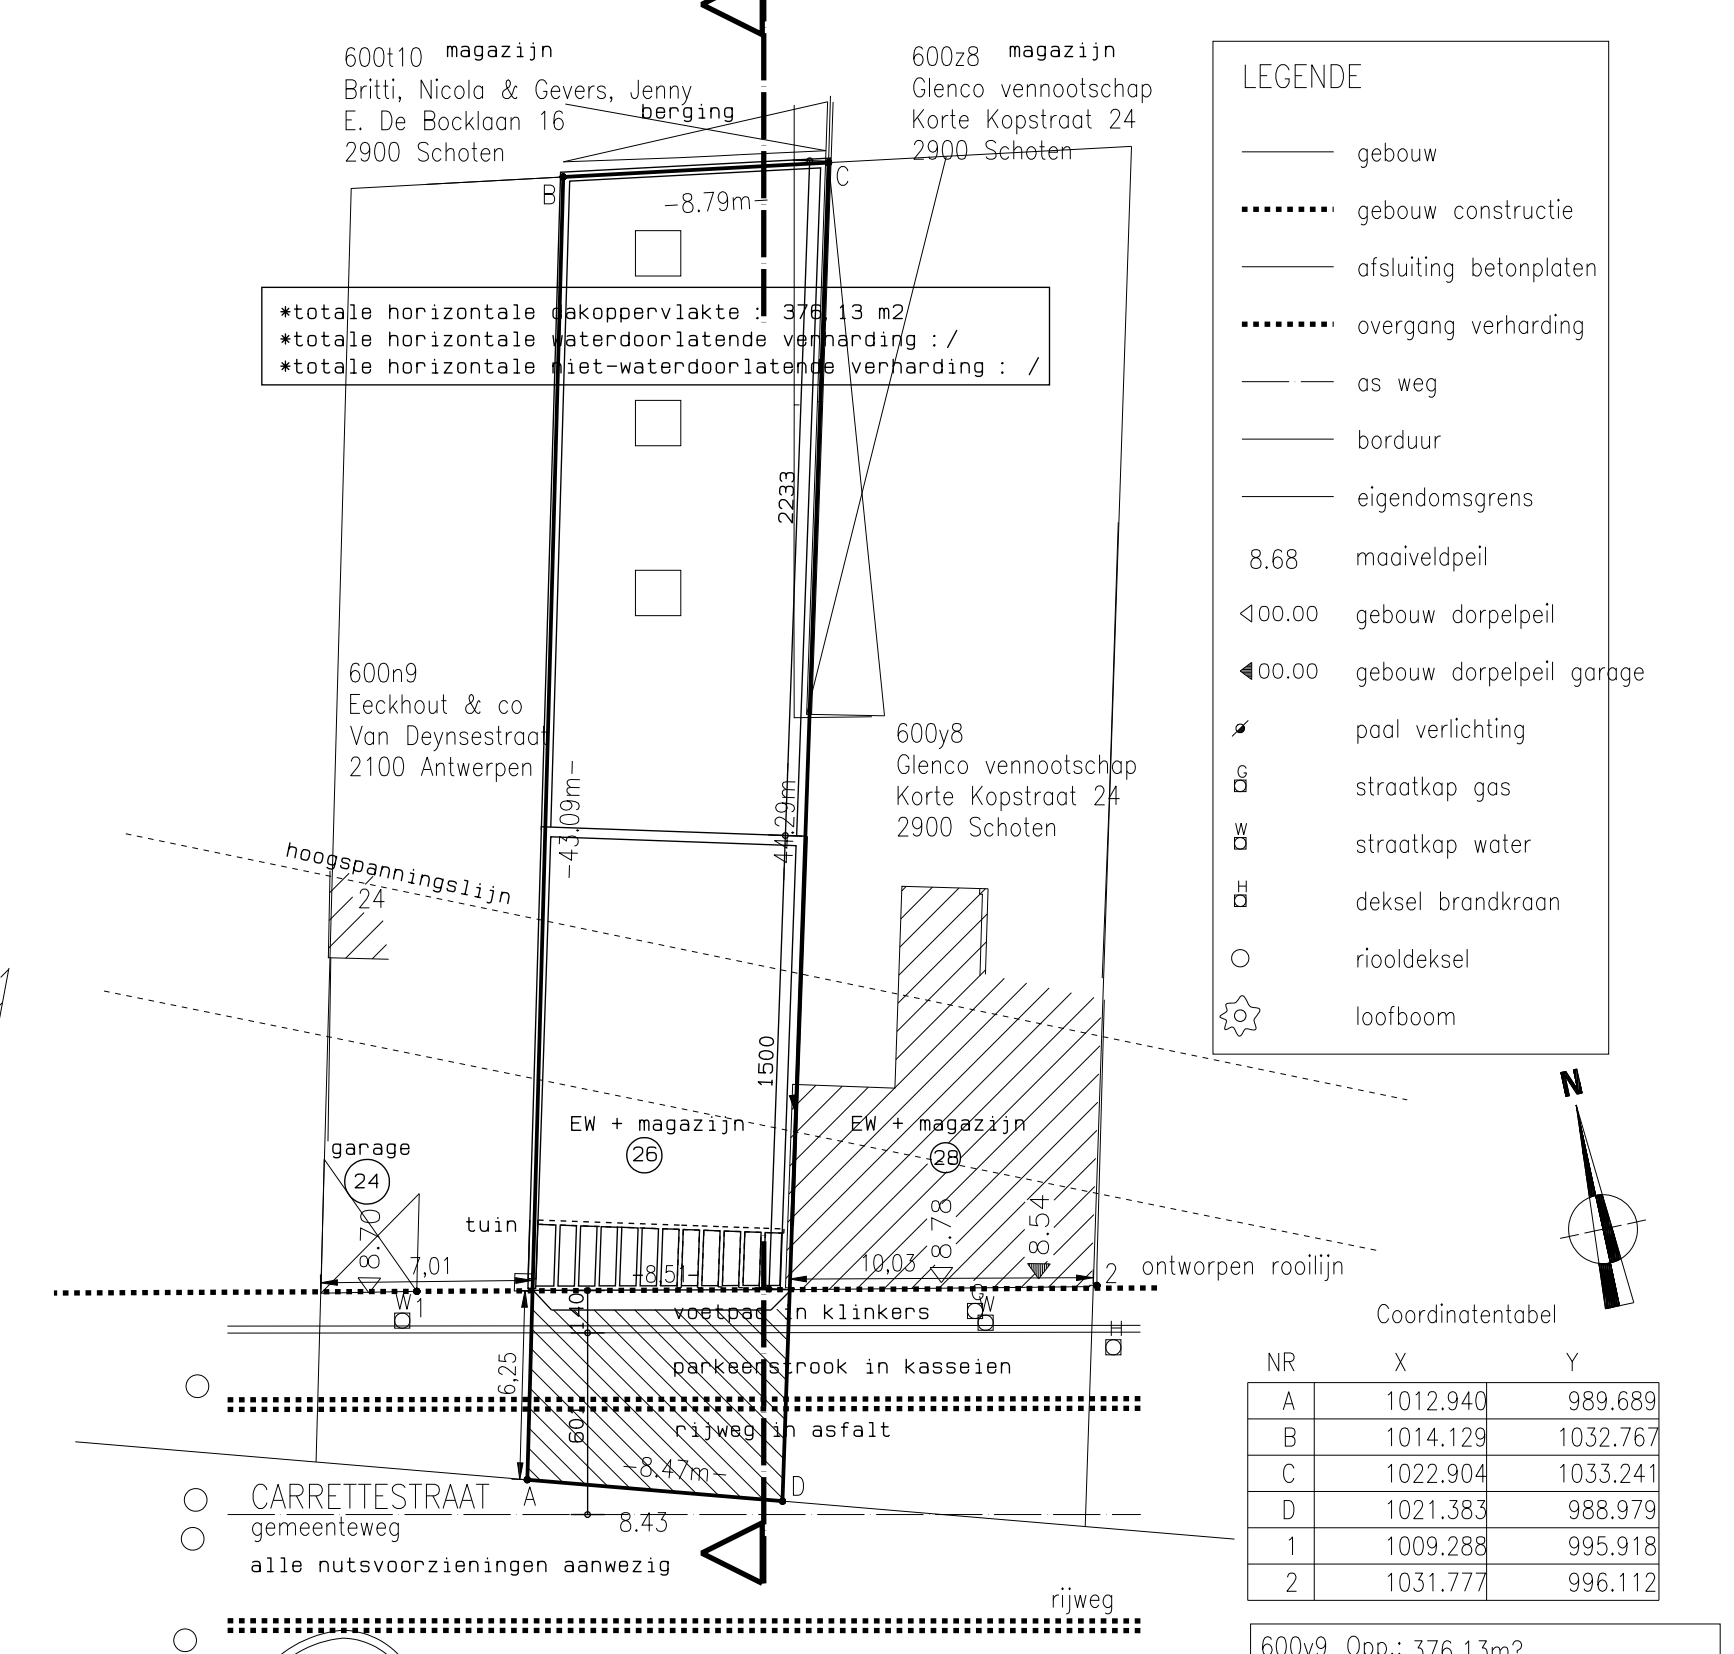 600t10 magazijn
Britti, Nicola & Gevers, Jenny
E. De Bocklaan 16
2900 Schoten
berging
600z8 magazijn
Glenco vennootschap
Korte Kopstraat 24
2900 Schoten
B
C
-8.79m-
*totale horizontale dakoppervlakte : 376,13 m2
*totale horizontale waterdoorlatende verharding : /
*totale horizontale niet-waterdoorlatende verharding : /
2233
600n9
Eeckhout & co
Van Deynsestraat
2100 Antwerpen
600y8
Glenco vennootschap
Korte Kopstraat 24
2900 Schoten
-43.09m-
44.29m
hoogspanningslijn
24
1500
EW + magazijn
26
EW + magazijn
28
garage
24
8.70
tuin
7,01
-8.51-
10,03
8.78
8.54
2
ontworpen rooilijn
W
1
140
voetpad in klinkers
G
W
H
6,25
parkeerstrook in kasseien
601
rijweg in asfalt
-8.47m-
A
D
CARRETTESTRAAT
gemeenteweg
8.43
alle nutsvoorzieningen aanwezig
rijweg
LEGENDE
gebouw
gebouw constructie
afsluiting betonplaten
overgang verharding
as weg
borduur
eigendomsgrens
8.68 maaiveldpeil
00.00 gebouw dorpelpeil
00.00 gebouw dorpelpeil garage
paal verlichting
G straatkap gas
W straatkap water
H deksel brandkraan
riooldeksel
loofboom
N
Coordinatentabel
NR X Y
A 1012.940 989.689
B 1014.129 1032.767
C 1022.904 1033.241
D 1021.383 988.979
1 1009.288 995.918
2 1031.777 996.112
600v9 Opp.: 376.13m?